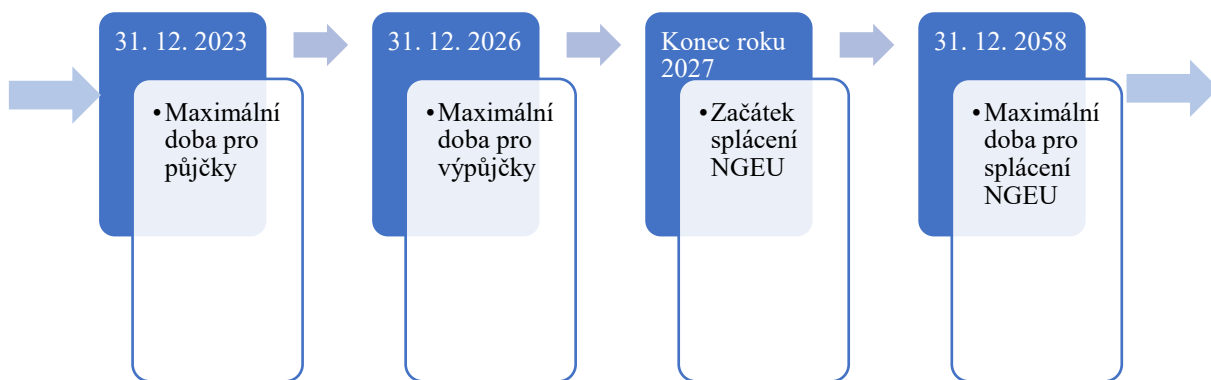 31. 12. 2023
• Maximální
doba pro
půjčky
31. 12. 2026
• Maximální
doba pro
výpůjčky
Konec roku
2027
• Začátek
splácení
NGEU
31. 12. 2058
• Maximální
doba pro
splácení
NGEU